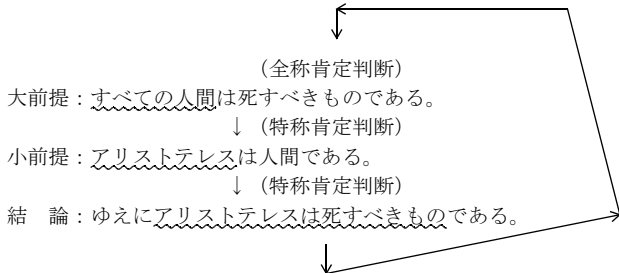 （全称肯定判断）
大前提：すべての人間は死すべきものである。
↓（特称肯定判断）
小前提：アリストテレスは人間である。
↓（特称肯定判断）
結　論：ゆえにアリストテレスは死すべきものである。